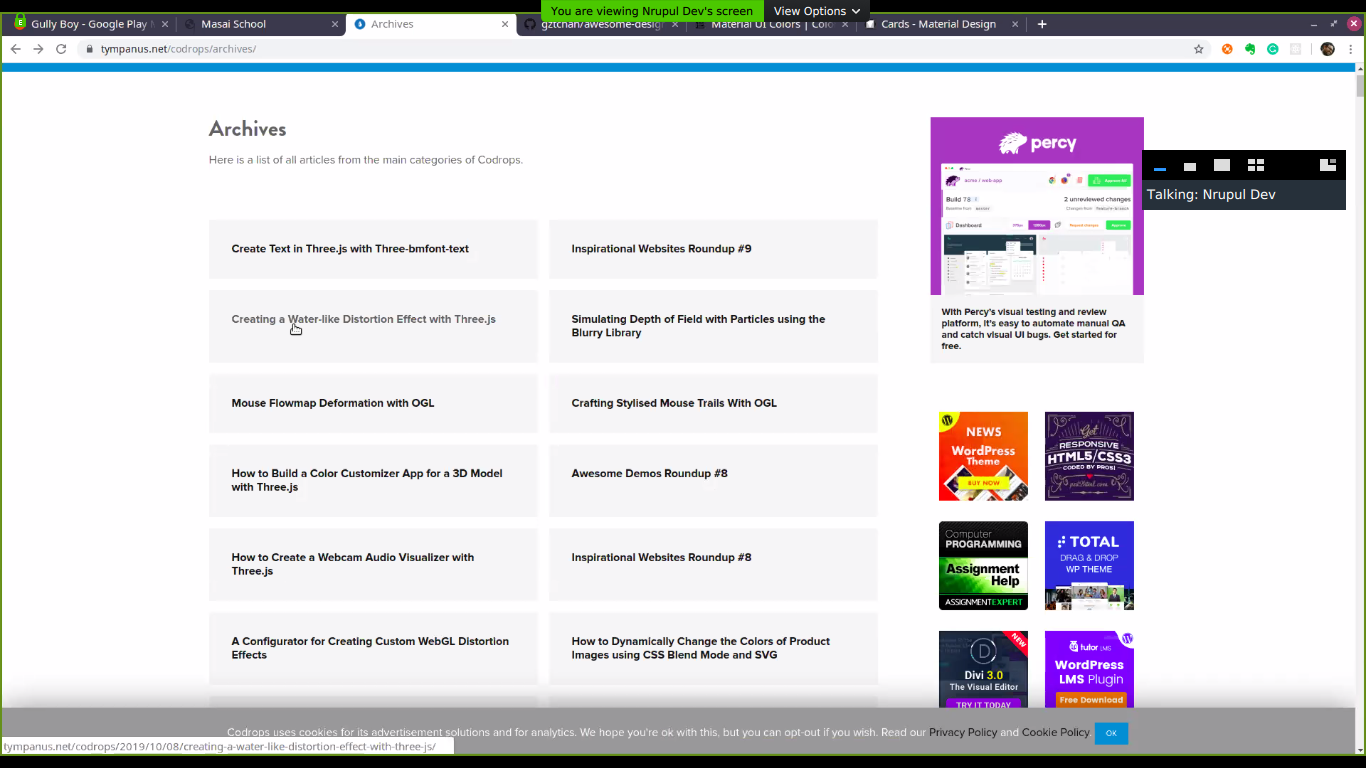 You are viewing Nrupul Dev's screen
View Options
Gully Boy - Google Play M
Masai School
Archives
gztchan/awesome-desig
Material UI Colors | Colo
Cards - Material Design
tympanus.net/codrops/archives/
Archives
Here is a list of all articles from the main categories of Codrops.
Create Text in Three.js with Three-bmfont-text
Inspirational Websites Roundup #9
Creating a Water-like Distortion Effect with Three.js
Simulating Depth of Field with Particles using the
Blurry Library
Mouse Flowmap Deformation with OGL
Crafting Stylised Mouse Trails With OGL
How to Build a Color Customizer App for a 3D Model
with Three.js
Awesome Demos Roundup #8
How to Create a Webcam Audio Visualizer with
Three.js
Inspirational Websites Roundup #8
A Configurator for Creating Custom WebGL Distortion
Effects
How to Dynamically Change the Colors of Product
Images using CSS Blend Mode and SVG
percy
acme / web-app
Build 78
2 unreviewed changes
Dashboard
With Percy's visual testing and review
platform, it's easy to automate manual QA
and catch visual UI bugs. Get started for
free.
Talking: Nrupul Dev
NEWS
WordPress
Theme
BUY NOW
Get
RESPONSIVE
HTML5/CSS3
CODED BY PROS!
Computer
PROGRAMMING
Assignment
Help
ASSIGNMENTEXPERT
TOTAL
DRAG & DROP
WP THEME
NEW
D
Divi 3.0
The Visual Editor
TRY IT TODAY
tutor LMS
WordPress
LMS Plugin
Free Download
Codrops uses cookies for its advertisement solutions and for analytics. We hope you're ok with this, but you can opt-out if you wish. Read our Privacy Policy and Cookie Policy
OK
tympanus.net/codrops/2019/10/08/creating-a-water-like-distortion-effect-with-three-js/